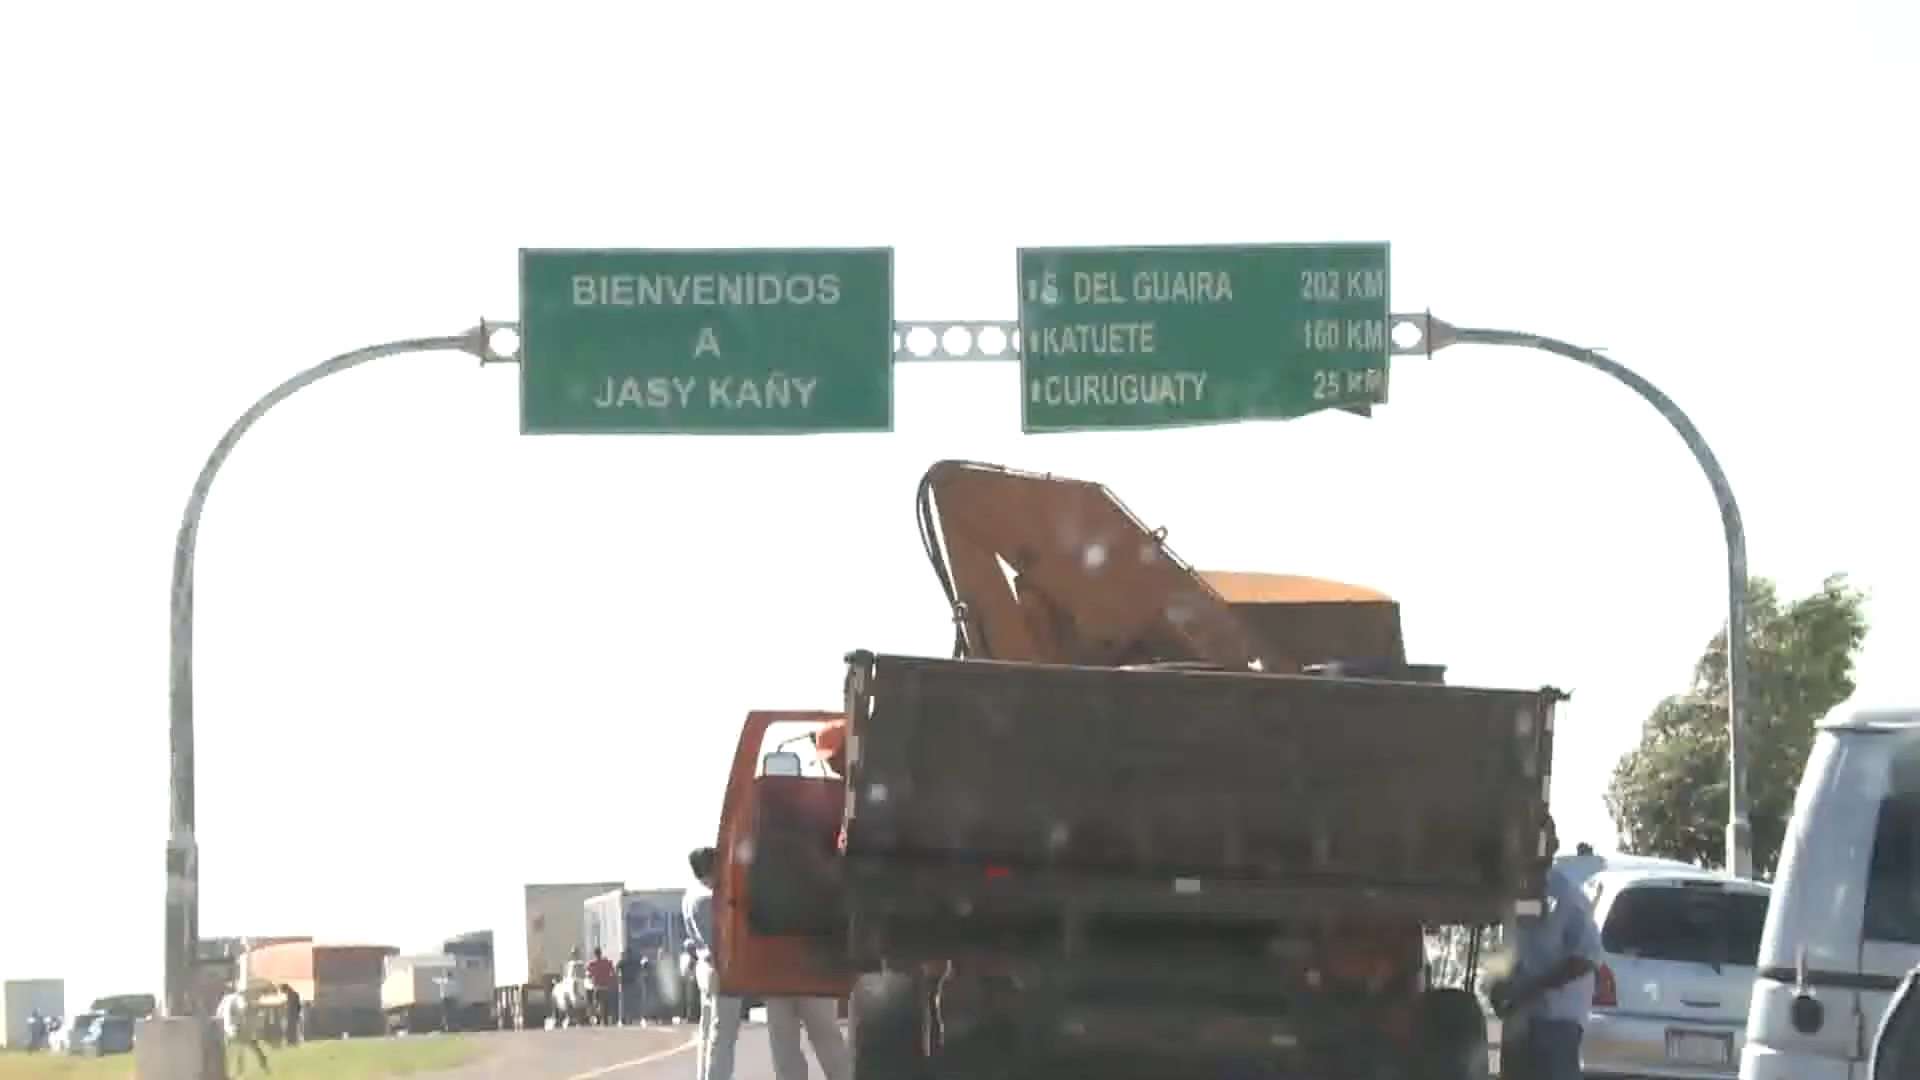 BIENVENIDOS
A
JASY KAÑY
S. DEL GUAIRA 202 KM
KATUETE 160 KM
CURUGUATY 25 KM